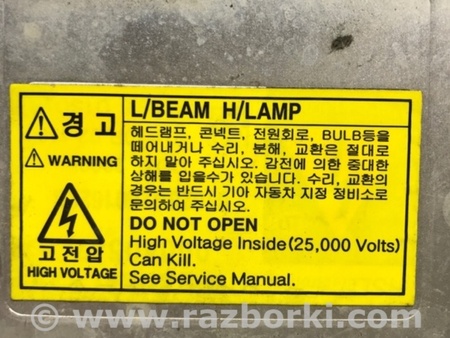 경 고
WARNING
고전압
HIGH VOLTAGE
L/BEAM H/LAMP
헤드램프, 콘넥트, 전원회로, BULB등을
떼어내거나 수리, 분해, 교환은 절대로
하지 말아 주십시오. 감전에 의한 중대한
상해를 입을수가 있습니다. 수리, 교환의
경우는 반드시 기아 자동차 지정 정비소로
문의하여 주십시오.
DO NOT OPEN
High Voltage Inside(25,000 Volts)
Can Kill.
See Service Manual.
www.razborki.com